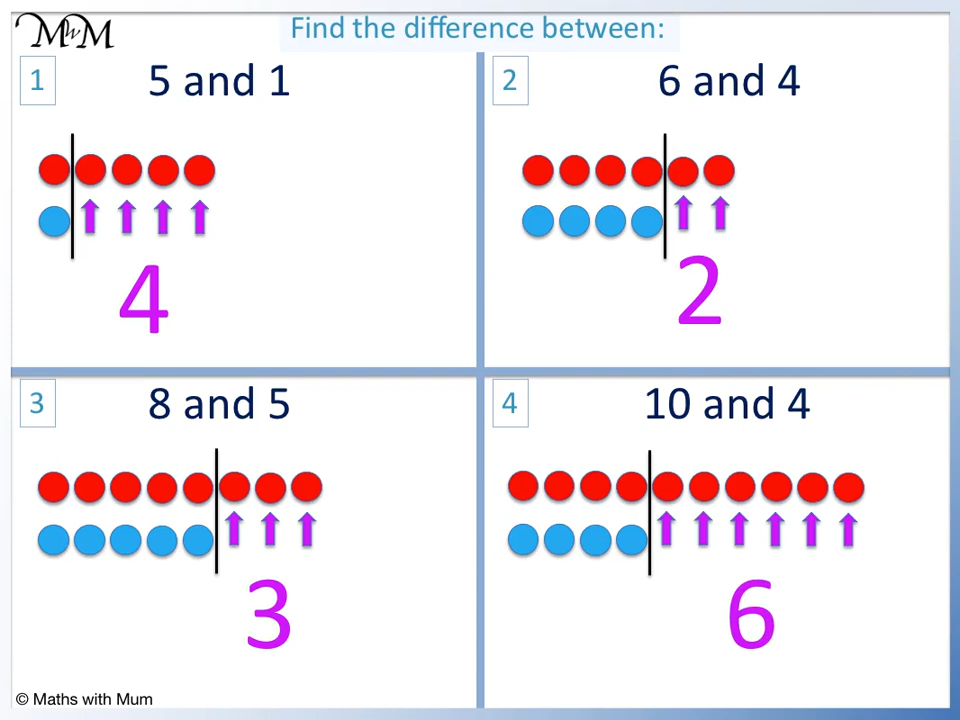 MwM
Find the difference between:
1
5 and 1
4
2
6 and 4
2
3
8 and 5
3
4
10 and 4
6
© Maths with Mum